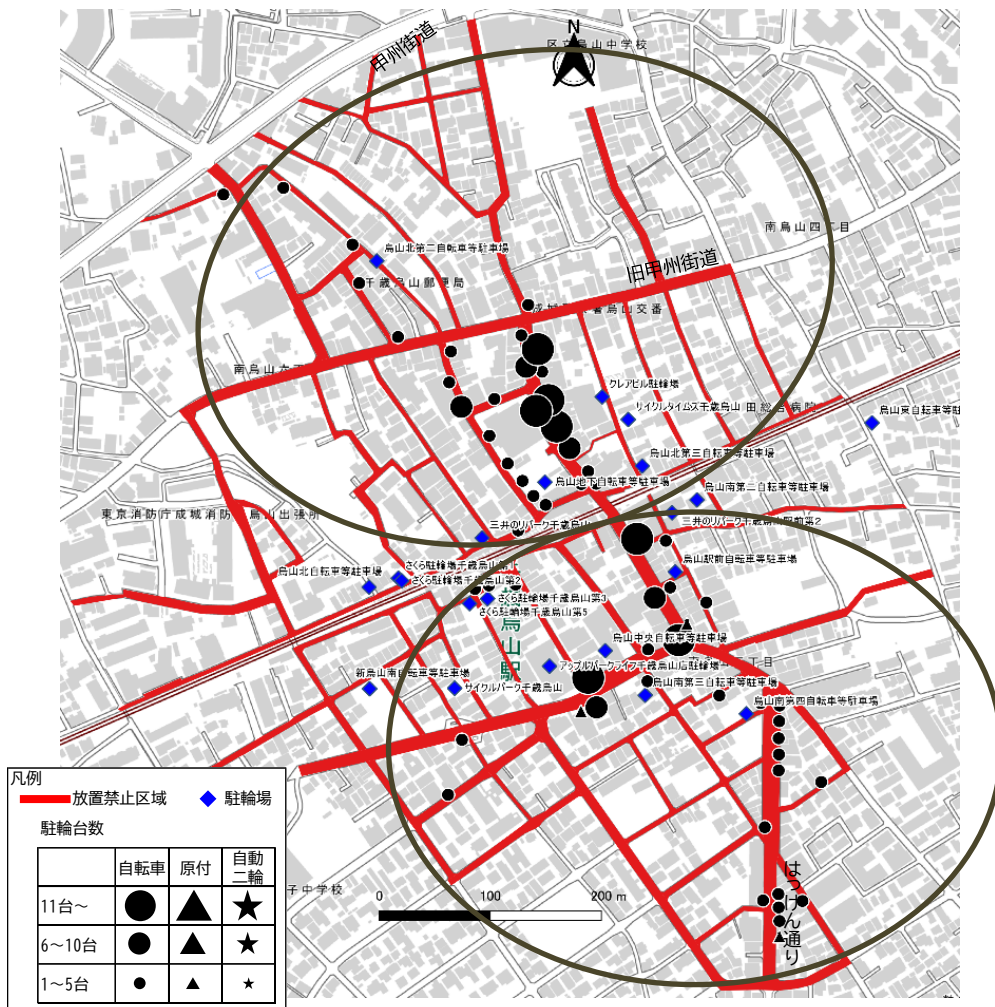 N
区立烏山中学校
甲州街道
南烏山四丁目
烏山北第二自転車等駐車場
旧甲州街道
千歳烏山郵便局
烏山交番
南烏山六丁
クレアビル駐輪場
リイクルタイムズ千歳烏山
田総合病院
烏山東自転車等駐
烏山北第三自転車等駐車場
烏山地下自転車等駐車場
烏山南第二自転車等駐車場
東京消防庁成城消防
烏山出張所
三井のリパーク千歳烏山
三井のリパーク千歳烏山駅前第2
烏山駅前自転車等駐車場
さくら駐輪場千歳烏山第1
烏山北自転車等駐車場
さくら駐輪場千歳烏山第2
さくら駐輪場千歳烏山第3
さくら駐輪場千歳烏山第5
烏山駅
烏山中央自転車等駐車場
アップルパークライフ千歳烏山店駐輪場
丁目
新烏山南自転車等駐車場
サイクルパーク千歳烏山
烏山南第三自転車等駐車場
烏山南第四自転車等駐車場
はっけん通り
子中学校
0 100 200 m
凡例
放置禁止区域 駐輪場
駐輪台数
自転車 原付 自動二輪
11台~
6~10台
1~5台